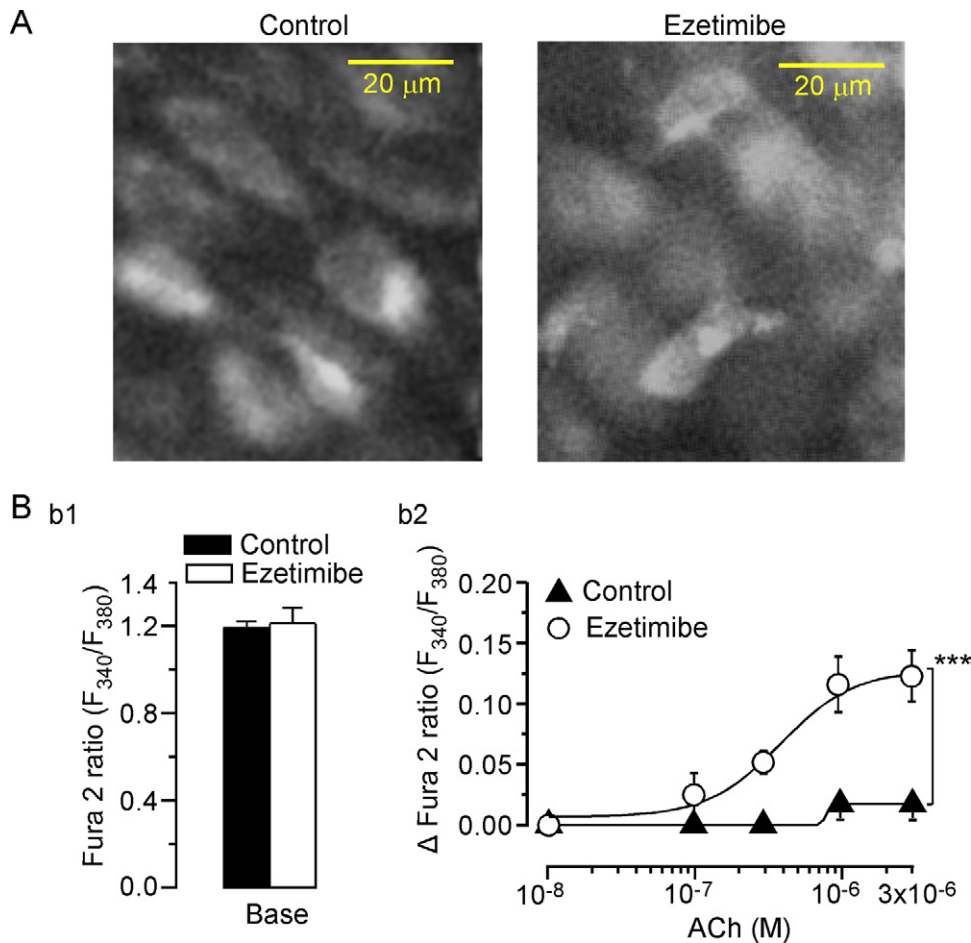 A
Control
Ezetimibe
20 μm
20 μm
B
b1
Control
Ezetimibe
Fura 2 ratio (F340/F380)
1.4
1.2
0.8
0.4
0.0
Base
b2
Control
Ezetimibe
Δ Fura 2 ratio (F340/F380)
0.20
0.15
0.10
0.05
0.00
***
10-8
10-7
10-6
3x10-6
ACh (M)